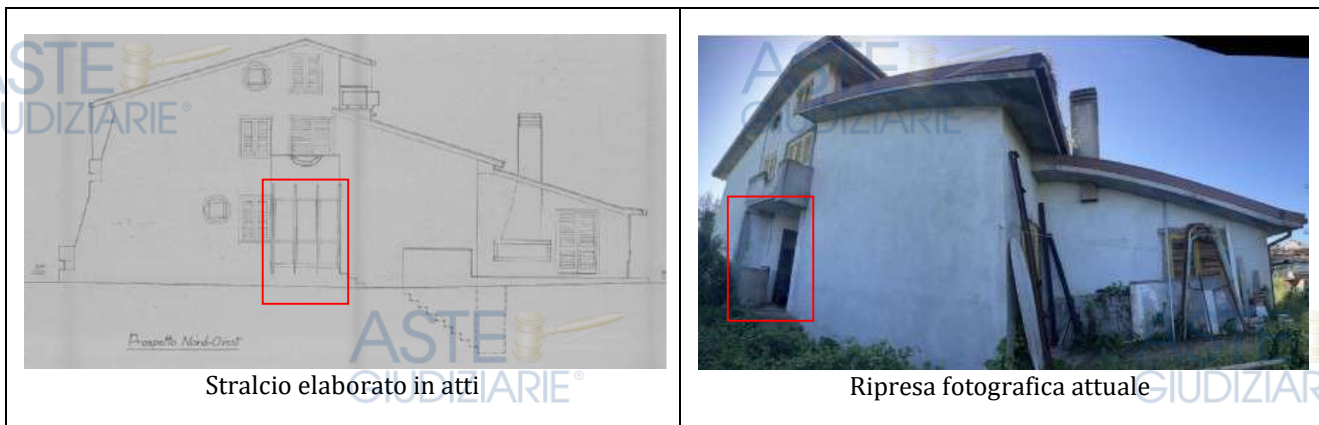 ASTE
GIUDIZIARIE®
Prospetto Nord-Ovest
ASTE
GIUDIZIARIE®
Stralcio elaborato in atti
ASTE
GIUDIZIARIE®
Ripresa fotografica attuale
GIUDIZIAR